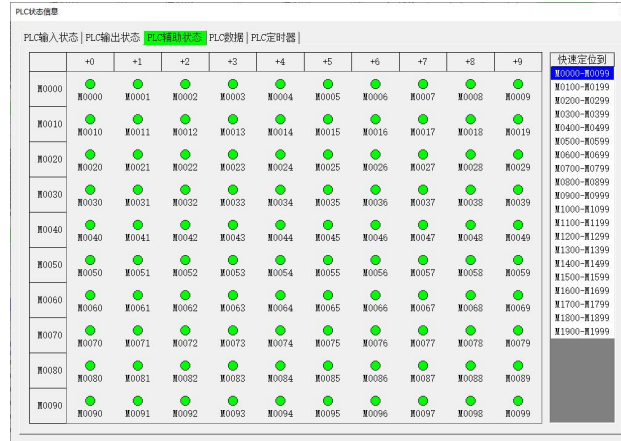 PLC状态信息
PLC输入状态 PLC输出状态 PLC辅助状态 PLC数据 PLC定时器
+0 +1 +2 +3 +4 +5 +6 +7 +8 +9 快速定位到
M0000 M0000 M0001 M0002 M0003 M0004 M0005 M0006 M0007 M0008 M0009
M0010 M0010 M0011 M0012 M0013 M0014 M0015 M0016 M0017 M0018 M0019
M0020 M0020 M0021 M0022 M0023 M0024 M0025 M0026 M0027 M0028 M0029
M0030 M0030 M0031 M0032 M0033 M0034 M0035 M0036 M0037 M0038 M0039
M0040 M0040 M0041 M0042 M0043 M0044 M0045 M0046 M0047 M0048 M0049
M0050 M0050 M0051 M0052 M0053 M0054 M0055 M0056 M0057 M0058 M0059
M0060 M0060 M0061 M0062 M0063 M0064 M0065 M0066 M0067 M0068 M0069
M0070 M0070 M0071 M0072 M0073 M0074 M0075 M0076 M0077 M0078 M0079
M0080 M0080 M0081 M0082 M0083 M0084 M0085 M0086 M0087 M0088 M0089
M0090 M0090 M0091 M0092 M0093 M0094 M0095 M0096 M0097 M0098 M0099
M0000-M0099
M0100-M0199
M0200-M0299
M0300-M0399
M0400-M0499
M0500-M0599
M0600-M0699
M0700-M0799
M0800-M0899
M0900-M0999
M1000-M1099
M1100-M1199
M1200-M1299
M1300-M1399
M1400-M1499
M1500-M1599
M1600-M1699
M1700-M1799
M1800-M1899
M1900-M1999